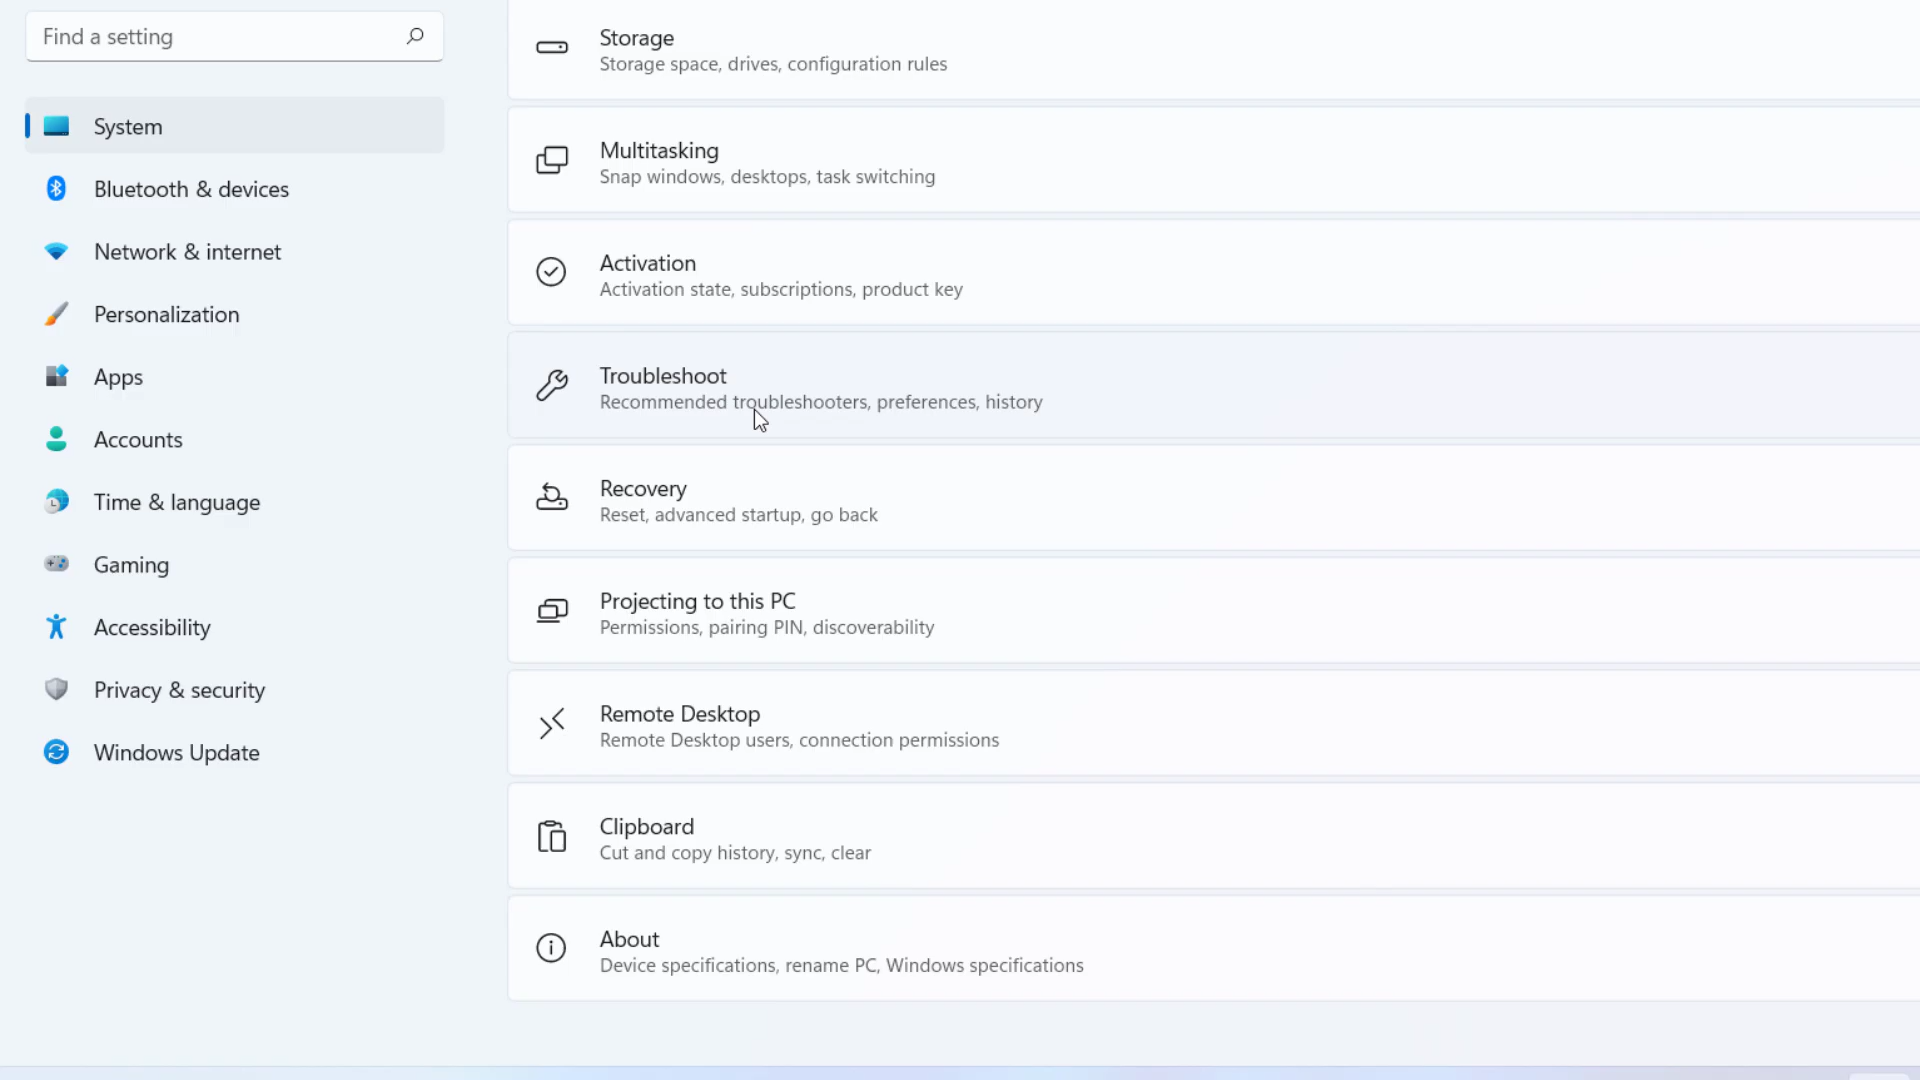 Find a setting
System
Bluetooth & devices
Network & internet
Personalization
Apps
Accounts
Time & language
Gaming
Accessibility
Privacy & security
Windows Update
Storage
Storage space, drives, configuration rules
Multitasking
Snap windows, desktops, task switching
Activation
Activation state, subscriptions, product key
Troubleshoot
Recommended troubleshooters, preferences, history
Recovery
Reset, advanced startup, go back
Projecting to this PC
Permissions, pairing PIN, discoverability
Remote Desktop
Remote Desktop users, connection permissions
Clipboard
Cut and copy history, sync, clear
About
Device specifications, rename PC, Windows specifications